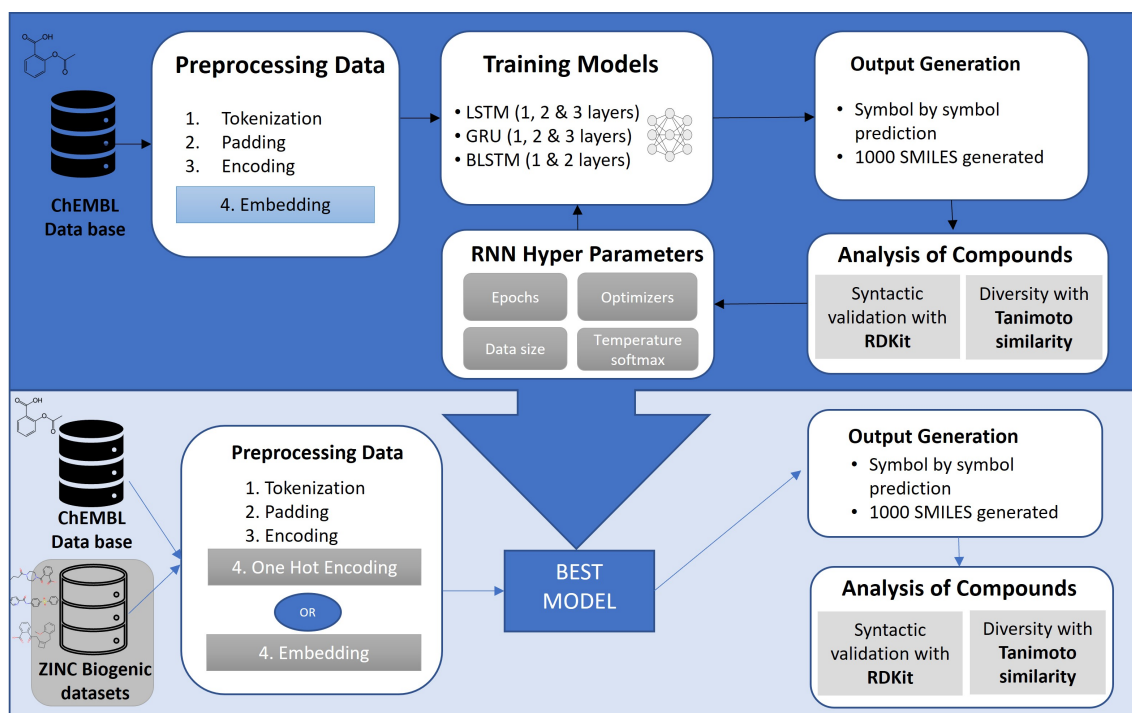 OH
O
O
O
ChEMBL
Data base
Preprocessing Data
1. Tokenization
2. Padding
3. Encoding
4. Embedding
Training Models
• LSTM (1, 2 & 3 layers)
• GRU (1, 2 & 3 layers)
• BLSTM (1 & 2 layers)
Output Generation
• Symbol by symbol
prediction
• 1000 SMILES generated
RNN Hyper Parameters
Epochs
Optimizers
Data size
Temperature
softmax
Analysis of Compounds
Syntactic
validation with
RDKit
Diversity with
Tanimoto
similarity
OH
O
O
O
ChEMBL
Data base
ZINC Biogenic
datasets
Preprocessing Data
1. Tokenization
2. Padding
3. Encoding
4. One Hot Encoding
OR
4. Embedding
BEST
MODEL
Output Generation
• Symbol by symbol
prediction
• 1000 SMILES generated
Analysis of Compounds
Syntactic
validation with
RDKit
Diversity with
Tanimoto
similarity